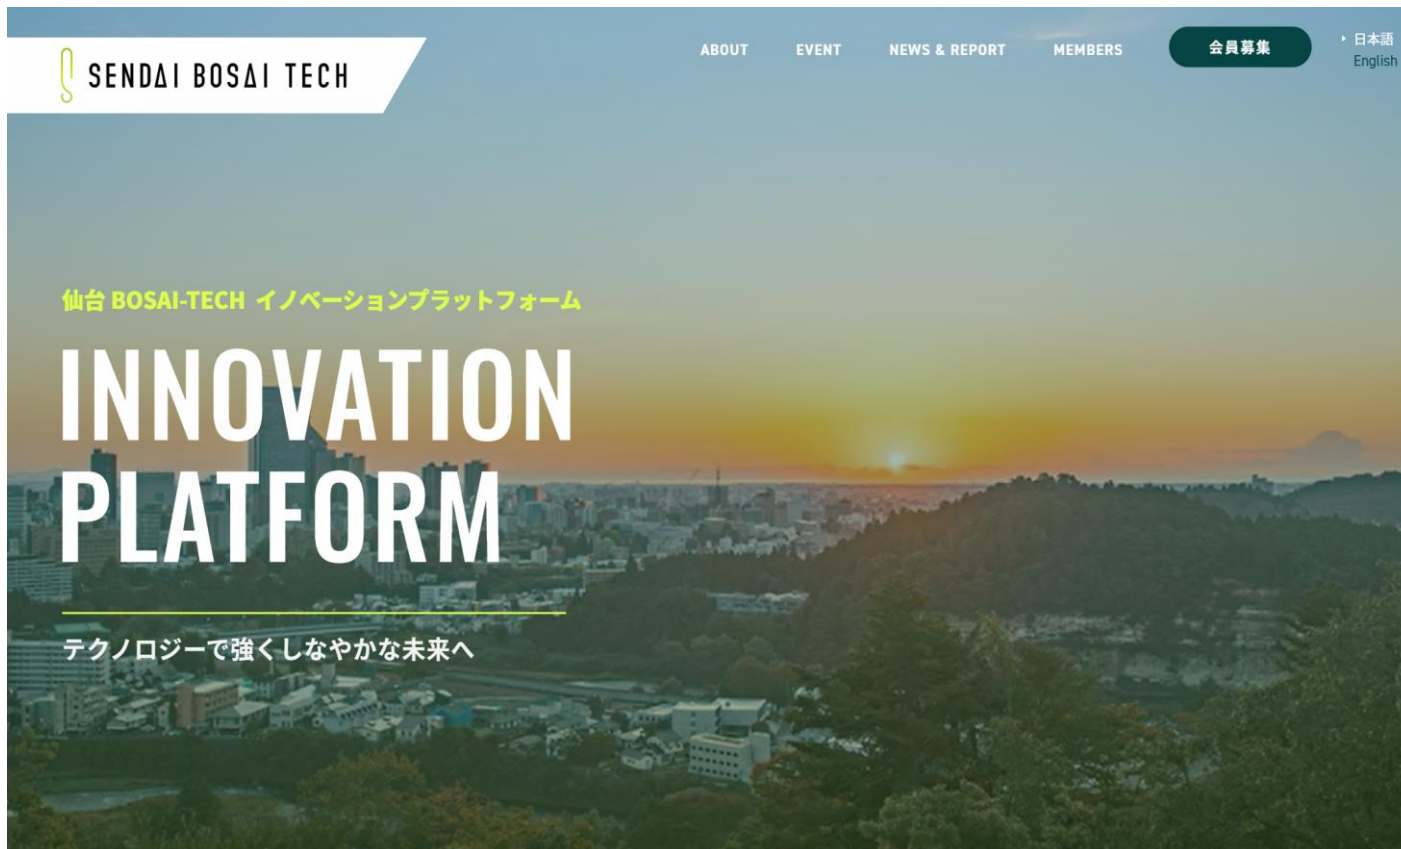 SENDAI BOSAI TECH
ABOUT
EVENT
NEWS & REPORT
MEMBERS
会員募集
日本語
English
仙台 BOSAI-TECH イノベーションプラットフォーム
INNOVATION
PLATFORM
テクノロジーで強くしなやかな未来へ